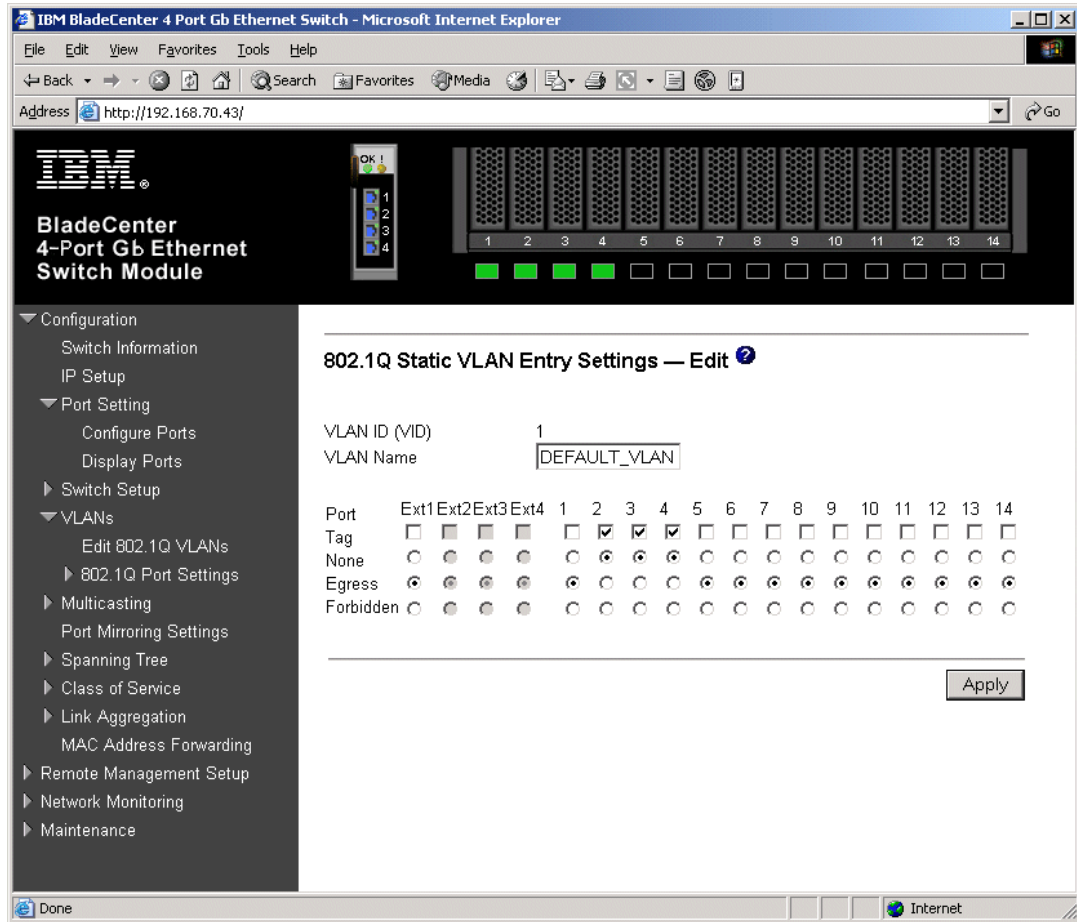 IBM BladeCenter 4 Port Gb Ethernet Switch - Microsoft Internet Explorer
File Edit View Favorites Tools Help
Back Search Favorites Media
Address http://192.168.70.43/ Go
IBM®
BladeCenter
4-Port Gb Ethernet
Switch Module
OK !
1
2
3
4
1 2 3 4 5 6 7 8 9 10 11 12 13 14
Configuration
Switch Information
IP Setup
Port Setting
Configure Ports
Display Ports
Switch Setup
VLANs
Edit 802.1Q VLANs
802.1Q Port Settings
Multicasting
Port Mirroring Settings
Spanning Tree
Class of Service
Link Aggregation
MAC Address Forwarding
Remote Management Setup
Network Monitoring
Maintenance
802.1Q Static VLAN Entry Settings — Edit ?
VLAN ID (VID) 1
VLAN Name DEFAULT_VLAN
Port Ext1 Ext2 Ext3 Ext4 1 2 3 4 5 6 7 8 9 10 11 12 13 14
Tag
None
Egress
Forbidden
Apply
Done Internet